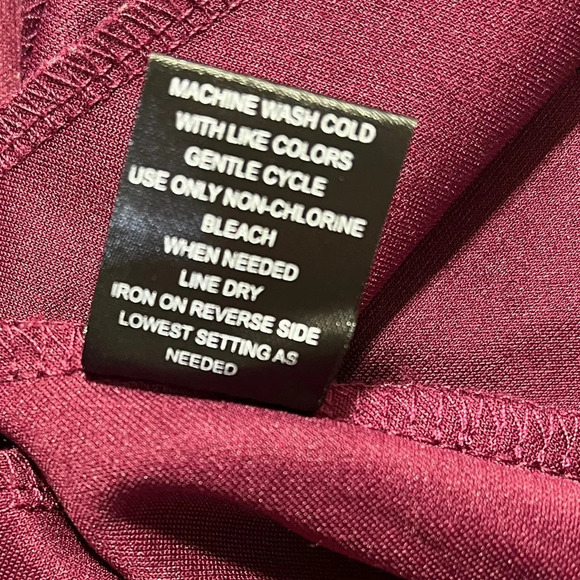 MACHINE WASH COLD
WITH LIKE COLORS
GENTLE CYCLE
USE ONLY NON-CHLORINE
BLEACH
WHEN NEEDED
LINE DRY
IRON ON REVERSE SIDE
LOWEST SETTING AS
NEEDED